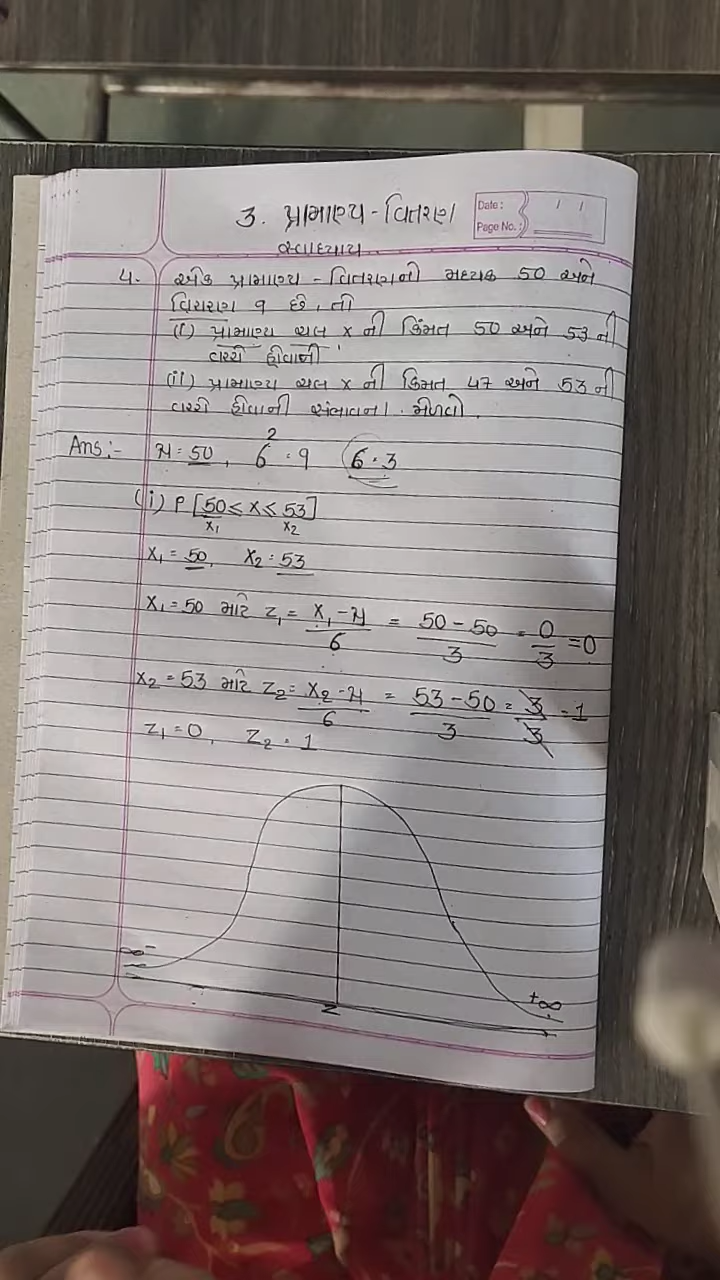 3. પ્રામાણ્ય-વિતરણ
Date: / /
Page No.:
સ્વાધ્યાય
4. એક પ્રામાણ્ય - વિતરણનો મધ્યક 50 અને
વિચરણ 9 છે, તો
(i) પ્રામાણ્ય ચલ x ની કિંમત 50 અને 53 ની
વચ્ચે હોવાની
(ii) પ્રામાણ્ય ચલ x ની કિંમત 47 અને 53 ની
વચ્ચે હોવાની સંભાવના મેળવો.
Ans:- μ = 50, σ² = 9 σ = 3
(i) P [50 ≤ x ≤ 53]
x₁ x₂
x₁ = 50, x₂ = 53
x₁ = 50 માટે z₁ = x₁-μ/σ = 50-50/3 = 0/3 = 0
x₂ = 53 માટે z₂ = x₂-μ/σ = 53-50/3 = 3/3 = 1
z₁ = 0, z₂ = 1
∞-
+∞
z